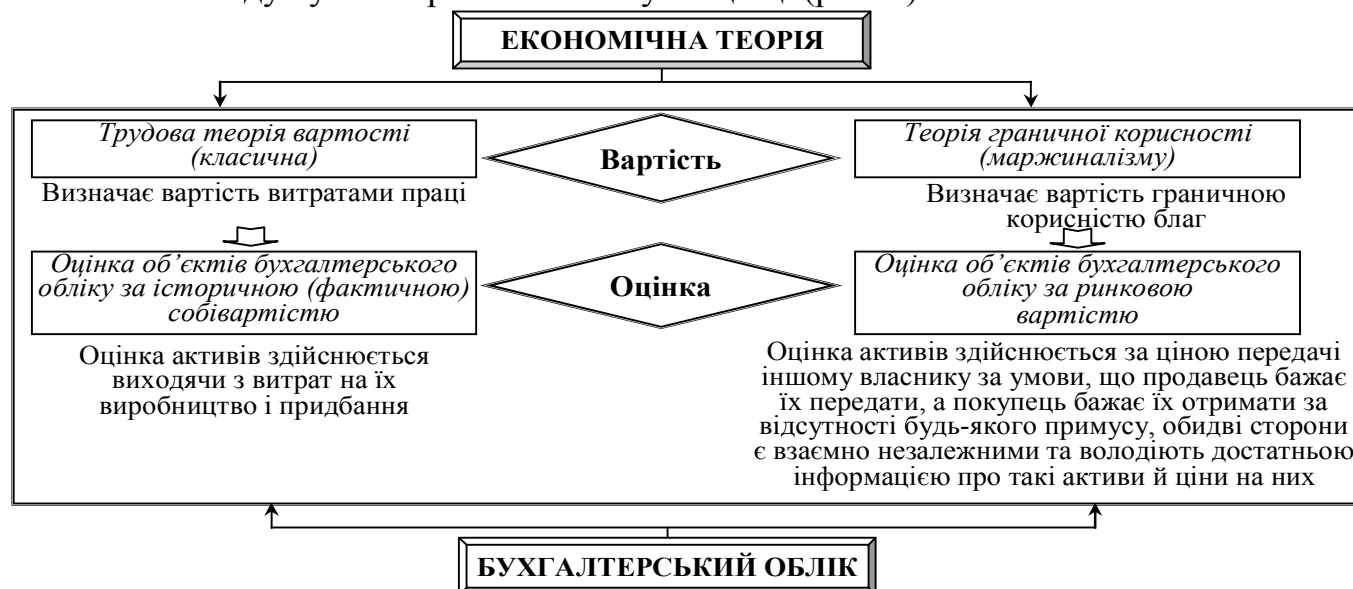 ЕКОНОМІЧНА ТЕОРІЯ
Трудова теорія вартості
(класична)
Визначає вартість витратами праці
Вартість
Теорія граничної корисності
(маржиналізму)
Визначає вартість граничною
корисністю благ
Оцінка об’єктів бухгалтерського
обліку за історичною (фактичною)
собівартістю
Оцінка активів здійснюється
виходячи з витрат на їх
виробництво і придбання
Оцінка
Оцінка об’єктів бухгалтерського
обліку за ринковою
вартістю
Оцінка активів здійснюється за ціною передачі
іншому власнику за умови, що продавець бажає
їх передати, а покупець бажає їх отримати за
відсутності будь-якого примусу, обидві сторони
є взаємно незалежними та володіють достатньою
інформацією про такі активи й ціни на них
БУХГАЛТЕРСЬКИЙ ОБЛІК